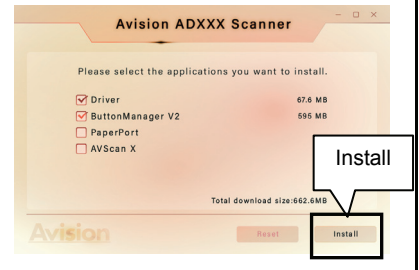 Avision ADXXX Scanner
Please select the applications you want to install.
Driver 67.6 MB
ButtonManager V2 595 MB
PaperPort
AVScan X
Install
Total download size:662.6MB
Avision Reset Install